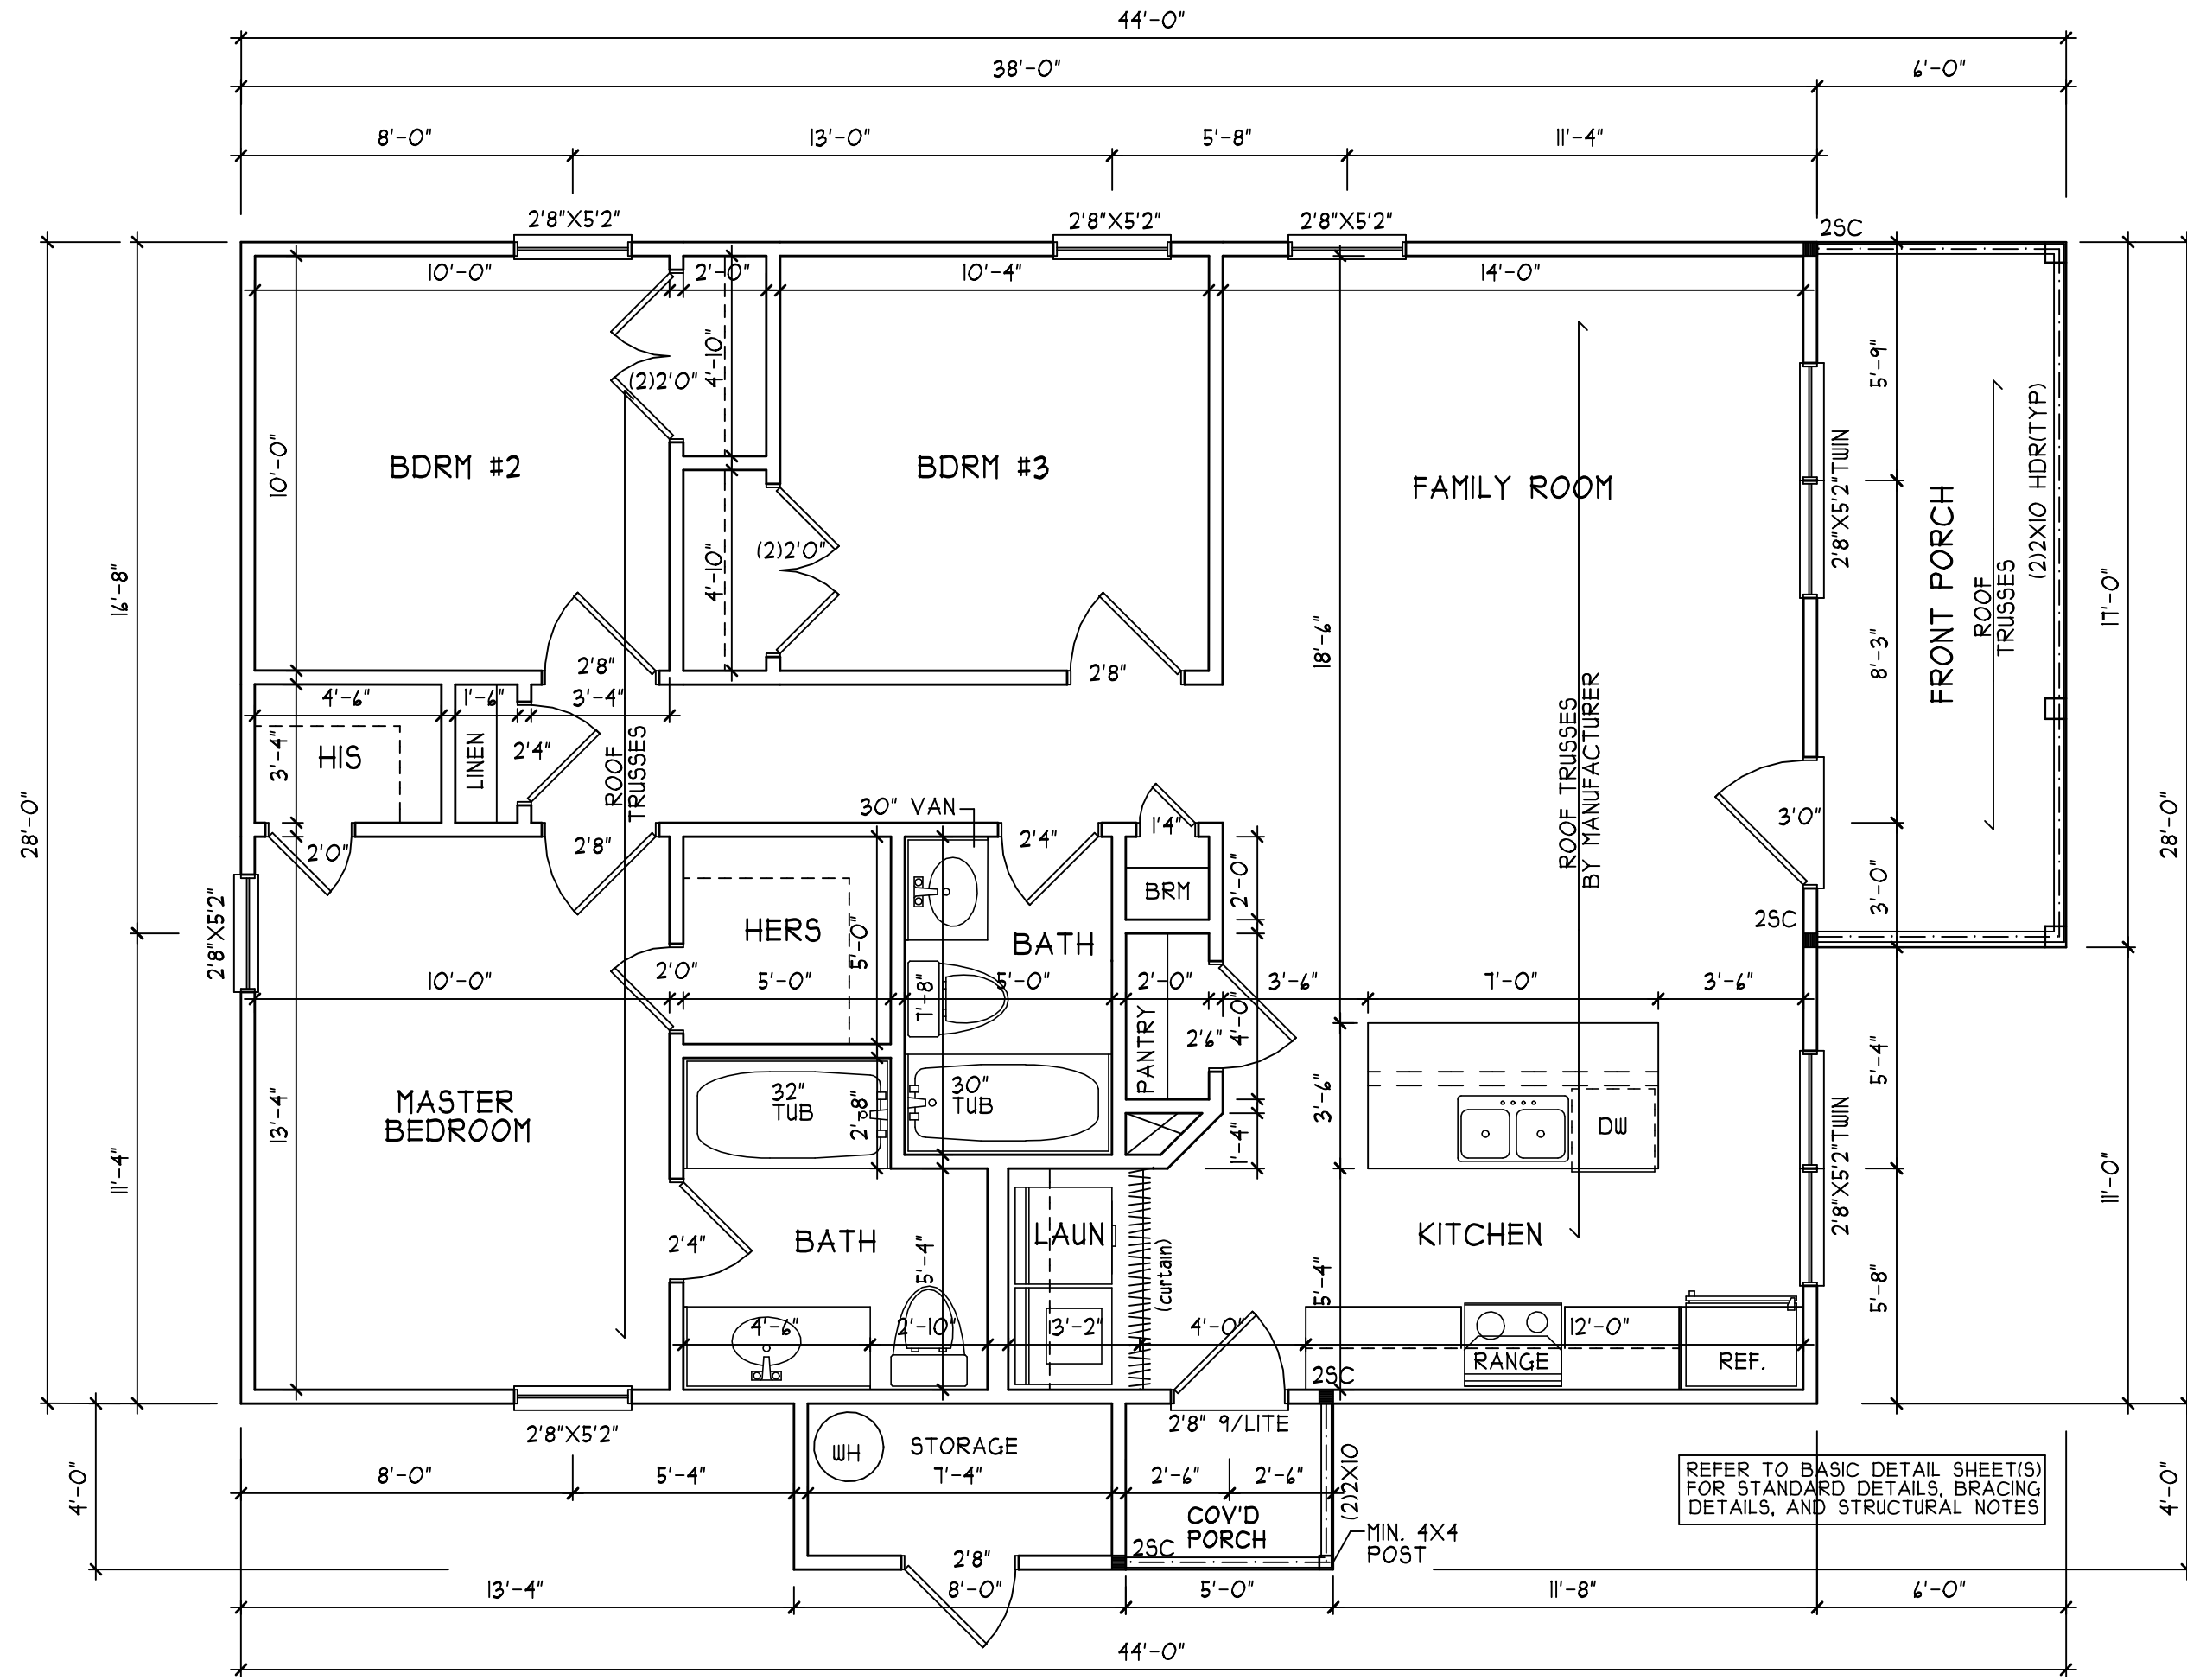 44'-0"
38'-0"
6'-0"
8'-0"
13'-0"
5'-8"
11'-4"
2'8"X5'2"
2'8"X5'2"
2'8"X5'2"
2SC
10'-0"
2'-0"
10'-4"
14'-0"
4'-10"
(2)2'0"
5'-9"
2'8"X5'2"TWIN
(2)2X10 HDR(TYP)
BDRM #2
10'-0"
BDRM #3
FAMILY ROOM
FRONT PORCH
ROOF
TRUSSES
(2)2'0"
4'-10"
16'-8"
17'-0"
18'-6"
8'-3"
2'8"
2'8"
4'-6"
1'-6"
3'-4"
HIS
3'-4"
LINEN
2'4"
ROOF
TRUSSES
ROOF TRUSSES
BY MANUFACTURER
28'-0"
28'-0"
30" VAN
2'4"
1'4"
3'0"
2'0"
2'8"
2'-0"
BRM
3'-0"
2SC
2'8"X5'2"
HERS
5'-0"
BATH
10'-0"
2'0"
5'-0"
7'-8"
5'-0"
2'-0"
3'-6"
7'-0"
3'-6"
PANTRY
2'6"
4'-0"
5'-4"
MASTER
BEDROOM
13'-4"
32"
TUB
2'-8"
30"
TUB
1'-4"
3'-6"
DW
2'8"X5'2"TWIN
11'-4"
11'-0"
2'4"
BATH
5'-4"
LAUN
(curtain)
KITCHEN
5'-4"
5'-8"
4'-6"
2'-10"
3'-2"
4'-0"
12'-0"
RANGE
REF.
2SC
2'8"X5'2"
WH
STORAGE
2'8" 9/LITE
4'-0"
8'-0"
5'-4"
7'-4"
2'-6"
2'-6"
(2)2X10
COV'D
PORCH
2SC
MIN. 4X4
POST
REFER TO BASIC DETAIL SHEET(S)
FOR STANDARD DETAILS, BRACING
DETAILS, AND STRUCTURAL NOTES
4'-0"
2'8"
13'-4"
8'-0"
5'-0"
11'-8"
6'-0"
44'-0"